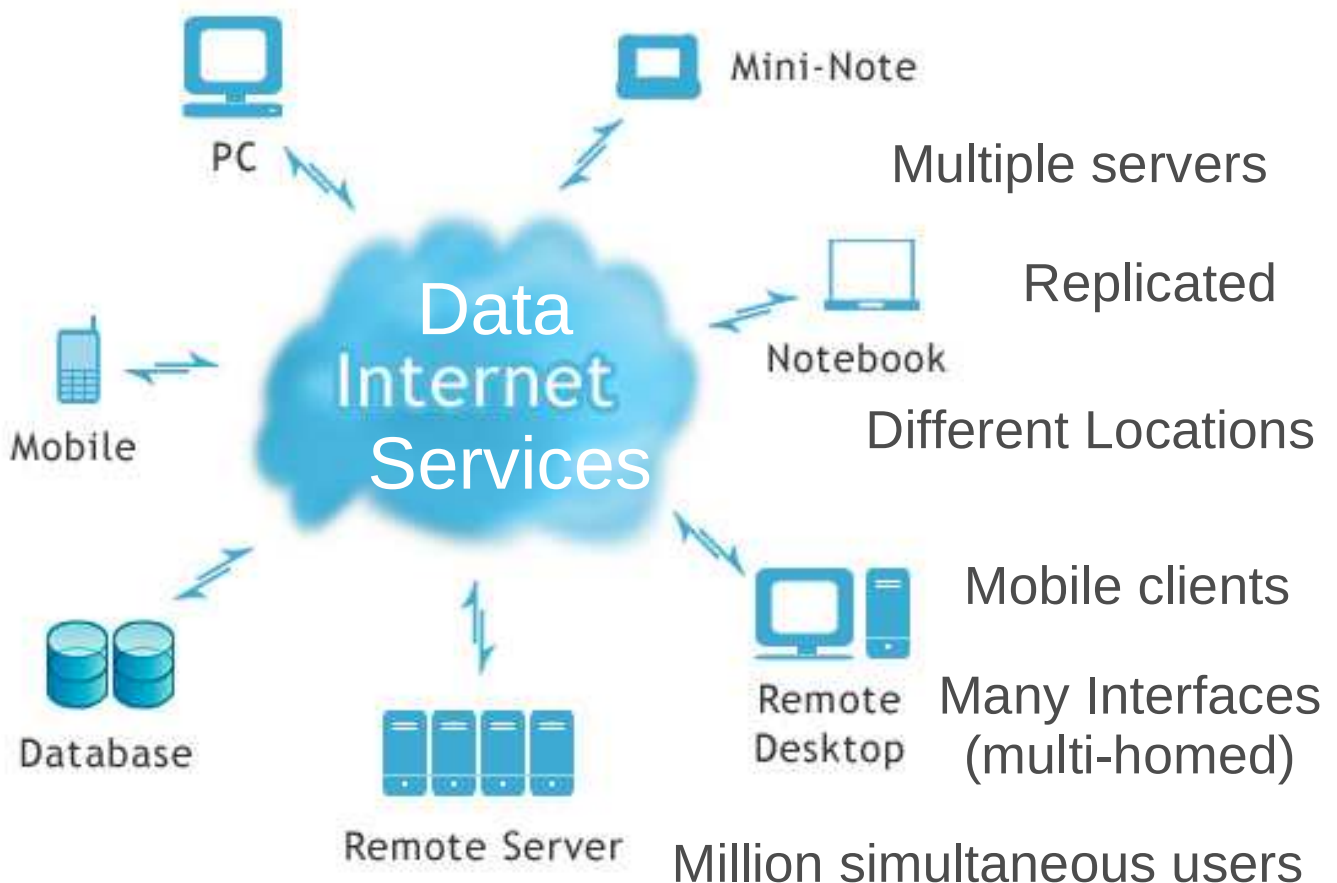 Mini-Note
PC
Multiple servers
Replicated
Data
Internet
Services
Notebook
Mobile
Different Locations
Mobile clients
Remote
Desktop
Many Interfaces
(multi-homed)
Database
Remote Server
Million simultaneous users